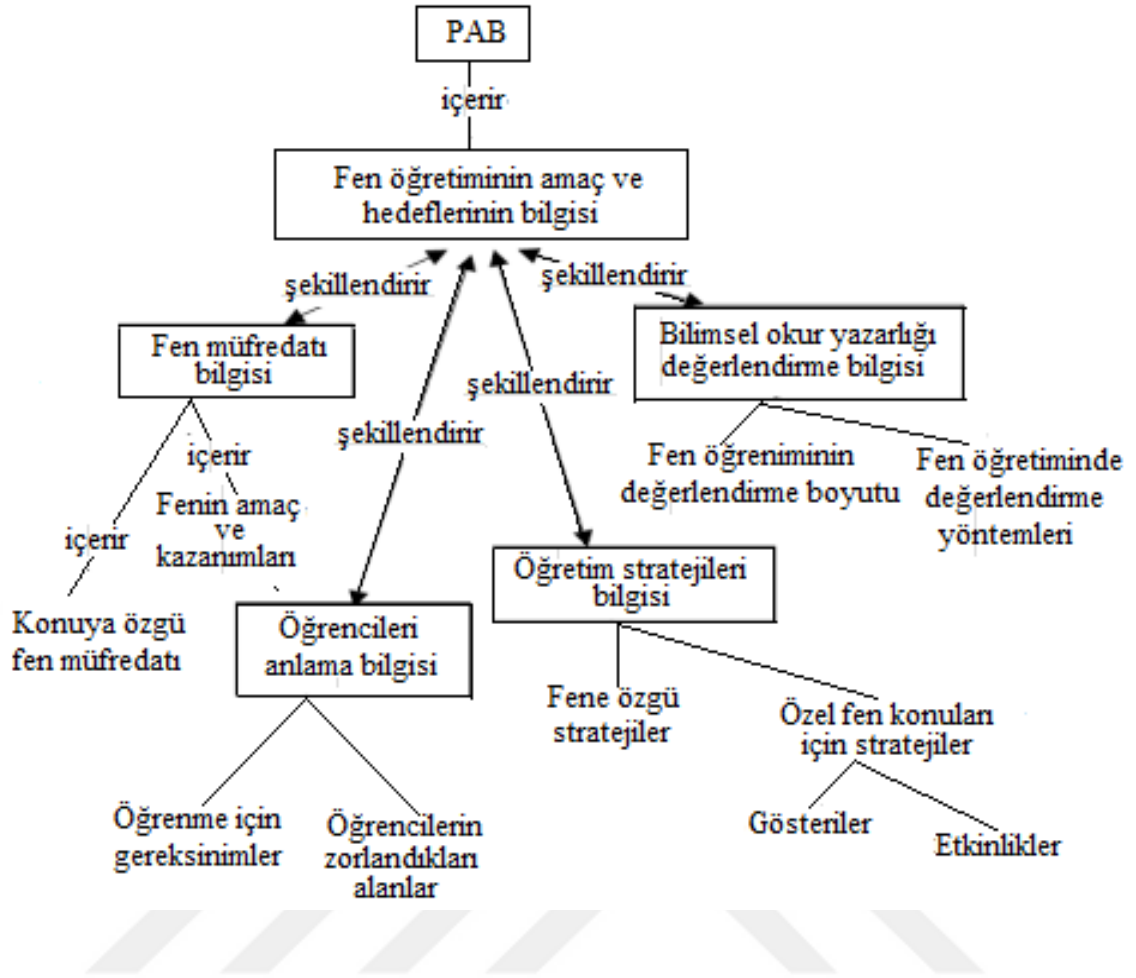 PAB
içerir
Fen öğretiminin amaç ve
hedeflerinin bilgisi
şekillendirir
şekillendirir
Fen müfredatı
bilgisi
Bilimsel okur yazarlığı
değerlendirme bilgisi
şekillendirir
şekillendirir
içerir
Fenin amaç
ve
kazanımları
içerir
Fen öğreniminin
değerlendirme boyutu
Fen öğretiminde
değerlendirme
yöntemleri
Konuya özgü
fen müfredatı
Öğrencileri
anlama bilgisi
Öğretim stratejileri
bilgisi
Fene özgü
stratejiler
Özel fen konuları
için stratejiler
Öğrenme için
gereksinimler
Öğrencilerin
zorlandıkları
alanlar
Gösteriler
Etkinlikler